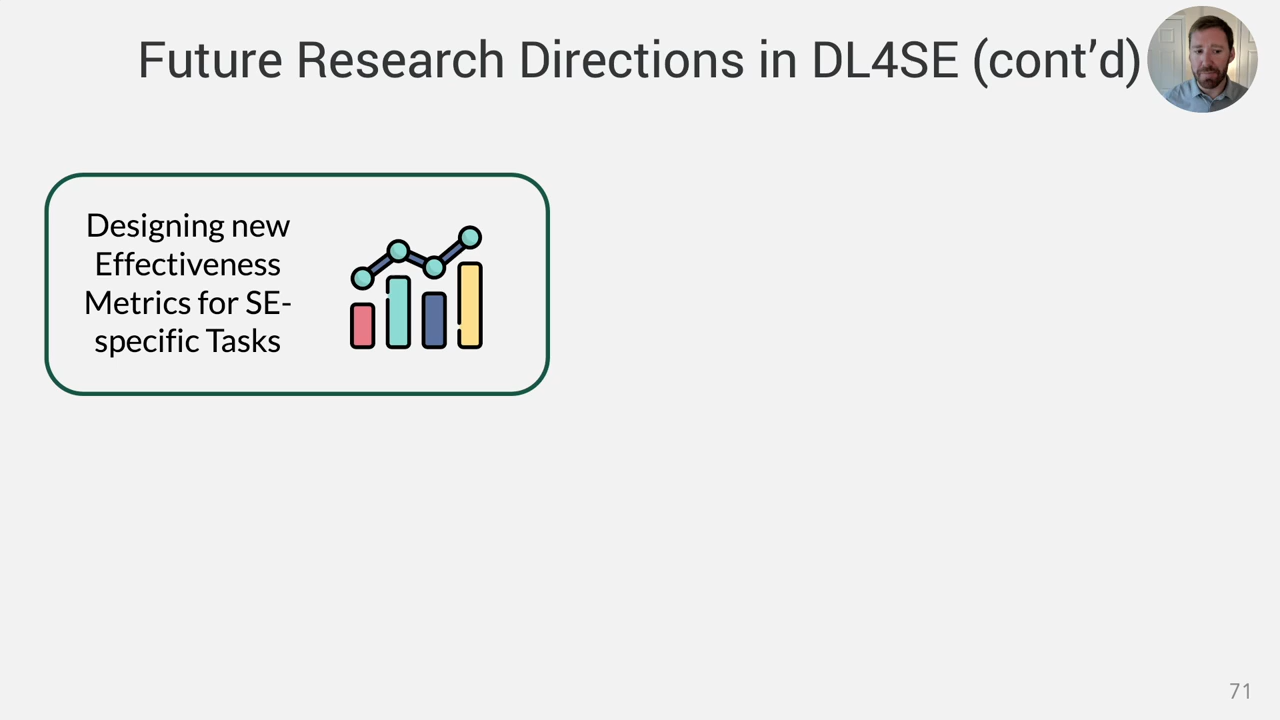 Future Research Directions in DL4SE (cont’d)
Designing new
Effectiveness
Metrics for SE-
specific Tasks
71